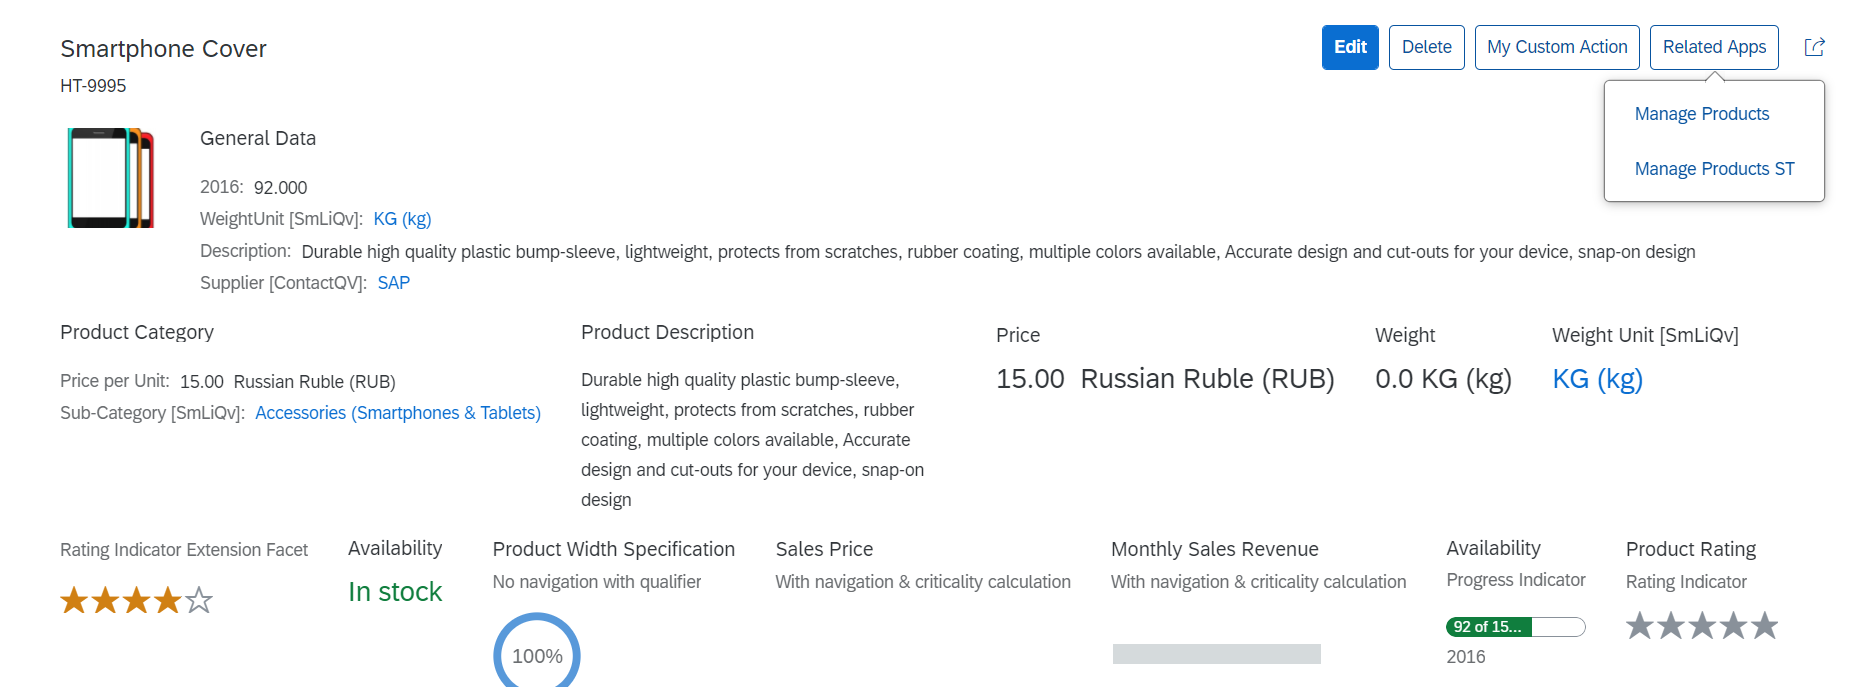 Smartphone Cover
HT-9995
Edit
Delete
My Custom Action
Related Apps
Manage Products
Manage Products ST
General Data
2016: 92.000
WeightUnit [SmLiQv]: KG (kg)
Description: Durable high quality plastic bump-sleeve, lightweight, protects from scratches, rubber coating, multiple colors available, Accurate design and cut-outs for your device, snap-on design
Supplier [ContactQV]: SAP
Product Category
Price per Unit: 15.00 Russian Ruble (RUB)
Sub-Category [SmLiQv]: Accessories (Smartphones & Tablets)
Product Description
Durable high quality plastic bump-sleeve,
lightweight, protects from scratches, rubber
coating, multiple colors available, Accurate
design and cut-outs for your device, snap-on
design
Price
15.00 Russian Ruble (RUB)
Weight
0.0 KG (kg)
Weight Unit [SmLiQv]
KG (kg)
Rating Indicator Extension Facet
Availability
In stock
Product Width Specification
No navigation with qualifier
100%
Sales Price
With navigation & criticality calculation
Monthly Sales Revenue
With navigation & criticality calculation
Availability
Progress Indicator
92 of 15...
2016
Product Rating
Rating Indicator